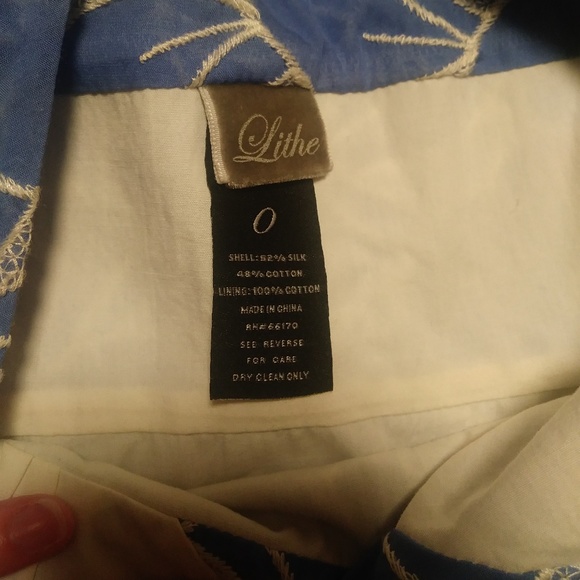 Lithe
0
SHELL: 52% SILK
48% COTTON
LINING: 100% COTTON
MADE IN CHINA
RN# 66170
SEE REVERSE
FOR CARE
DRY CLEAN ONLY